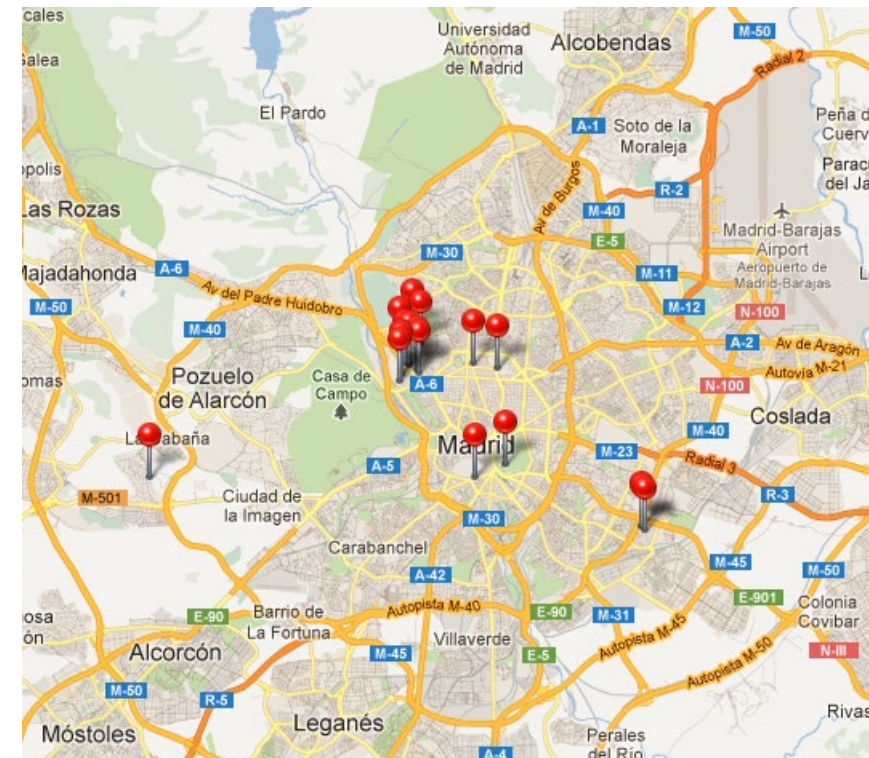 cales
Galea
Universidad
Autónoma
de Madrid
Alcobendas
M-50
Radial 2
El Pardo
A-1
Soto de la
Moraleja
Peña d
Cuerv
Parac
del Ja
opolis
Av de Burgos
R-2
Las Rozas
M-40
E-5
Madrid-Barajas
Airport
Aeropuerto de
Madrid-Barajas
M-30
Majadahonda
A-6
M-11
M-50
Av del Padre Huidobro
M-12
N-100
M-40
A-2
Av de Aragón
Autovía M-21
Pozuelo
de Alarcón
Casa de
Campo
A-6
N-100
omas
Coslada
La Cabaña
Madrid
M-40
M-23
Radial 3
A-5
M-501
Ciudad de
la Imagen
R-3
M-30
Carabanchel
M-45
M-50
A-42
E-901
Colonia
Covibar
Autopista M-40
E-90
M-31
osa
ón
E-90
Barrio de
La Fortuna
Villaverde
Autopista M-45
N-III
Alcorcón
M-45
E-5
Autopista M-50
M-50
R-5
Rivas
Móstoles
Leganés
A-4
Perales
del Río